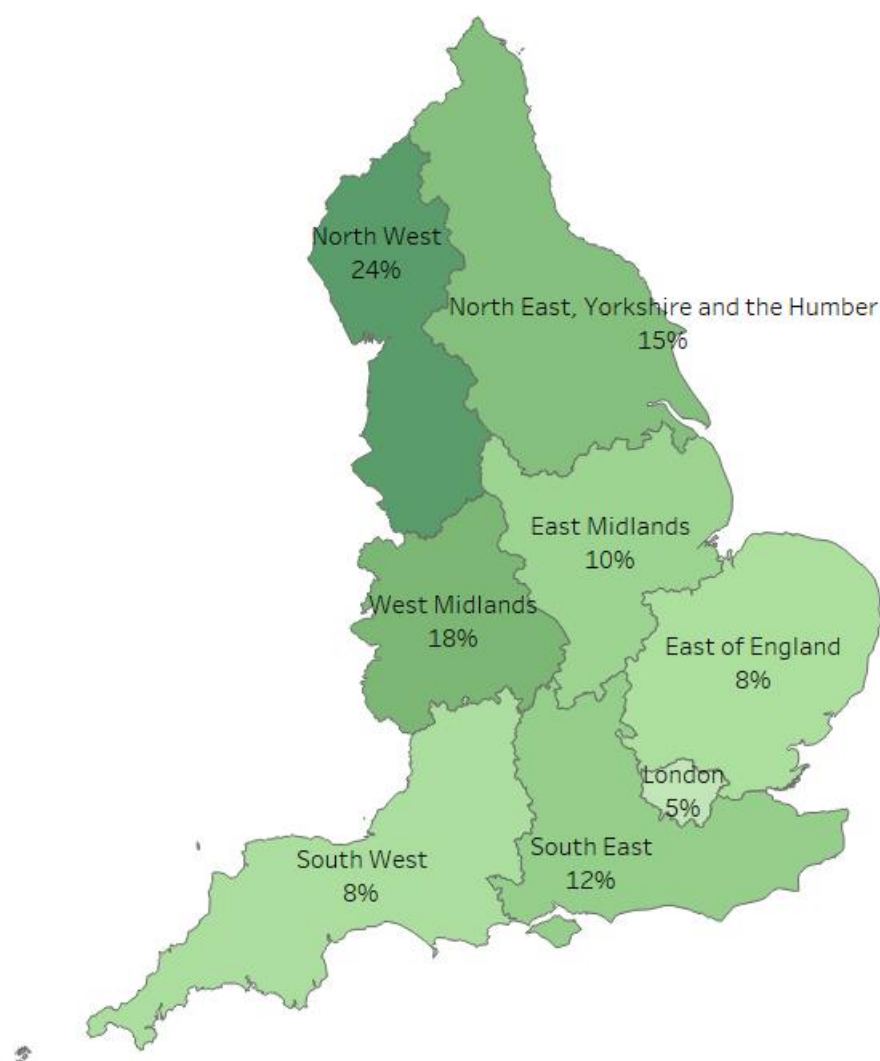 North West
24%
North East, Yorkshire and the Humber
15%
East Midlands
10%
West Midlands
18%
East of England
8%
London
5%
South East
12%
South West
8%